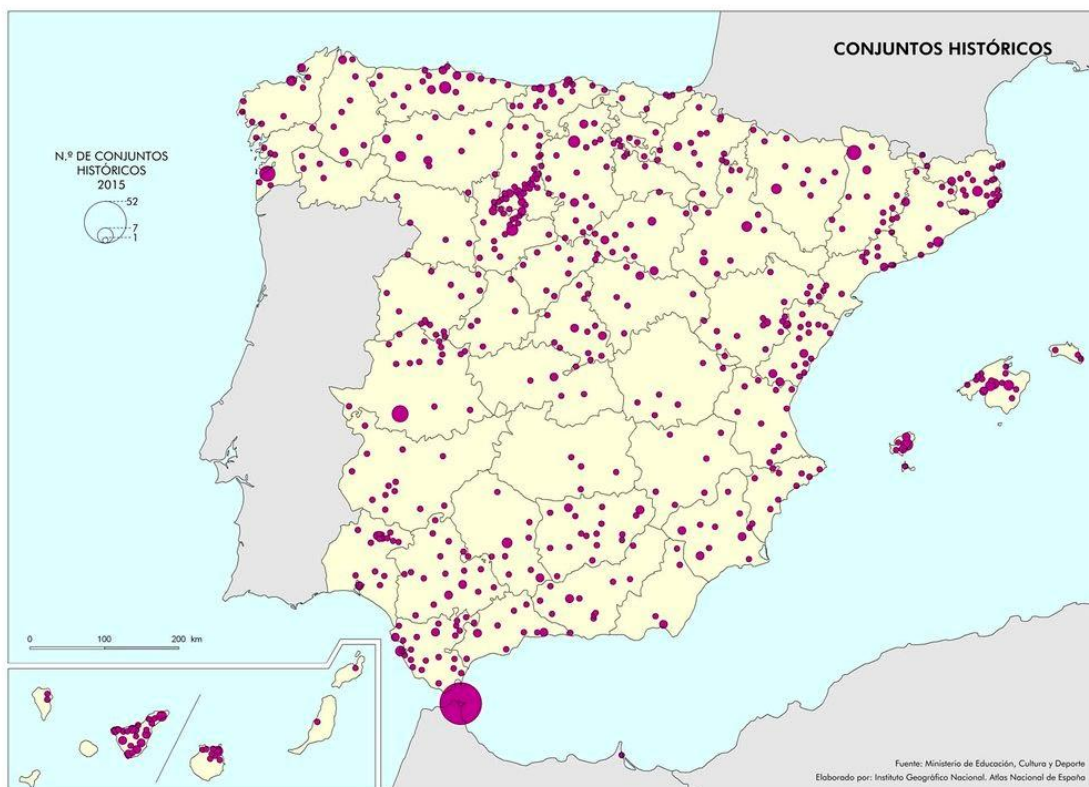 CONJUNTOS HISTÓRICOS
N.º DE CONJUNTOS
HISTÓRICOS
2015
52
7
1
0 100 200 km
Fuente: Ministerio de Educación, Cultura y Deporte
Elaborado por: Instituto Geográfico Nacional. Atlas Nacional de España